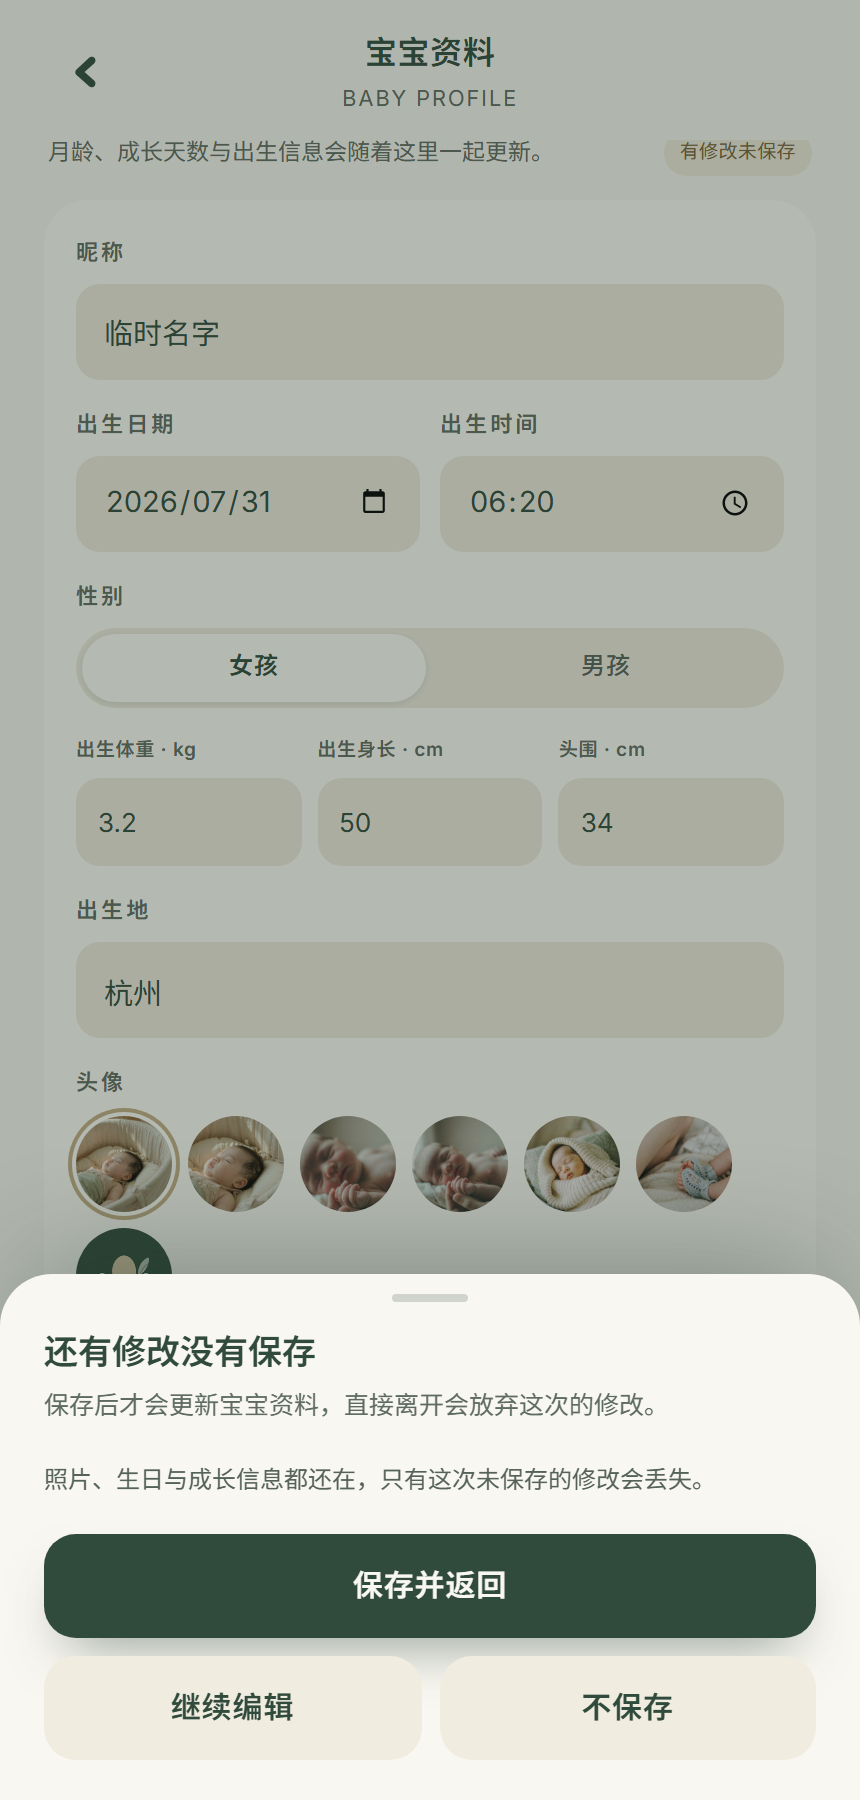 宝宝资料
BABY PROFILE
月龄、成长天数与出生信息会随着这里一起更新。
有修改未保存
昵称
临时名字
出生日期
出生时间
2026/07/31
06:20
性别
女孩
男孩
出生体重 · kg
出生身长 · cm
头围 · cm
3.2
50
34
出生地
杭州
头像
还有修改没有保存
保存后才会更新宝宝资料，直接离开会放弃这次的修改。
照片、生日与成长信息都还在，只有这次未保存的修改会丢失。
保存并返回
继续编辑
不保存